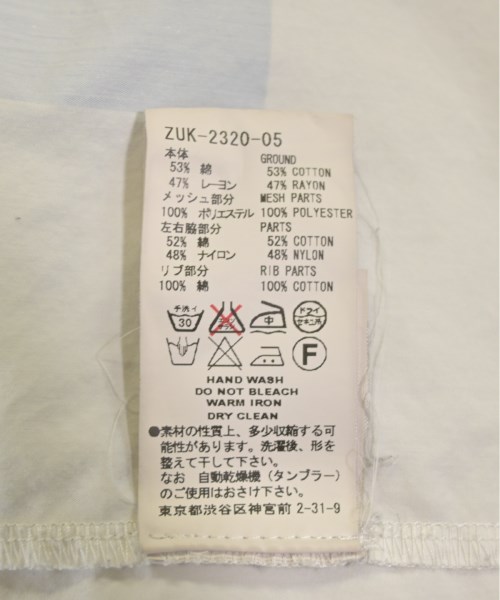 ZUK-2320-05
本体 GROUND
53% 綿 53% COTTON
47% レーヨン 47% RAYON
メッシュ部分 MESH PARTS
100% ポリエステル 100% POLYESTER
左右脇部分 PARTS
52% 綿 52% COTTON
48% ナイロン 48% NYLON
リブ部分 RIB PARTS
100% 綿 100% COTTON
手洗イ 30 エンソサラシ 中 ドライ セキユ系
F
HAND WASH
DO NOT BLEACH
WARM IRON
DRY CLEAN
●素材の性質上、多少収縮する可
能性があります。洗濯後、形を
整えて干して下さい。
なお 自動乾燥機(タンブラー)
のご使用はおさけ下さい。
東京都渋谷区神宮前 2-31-9